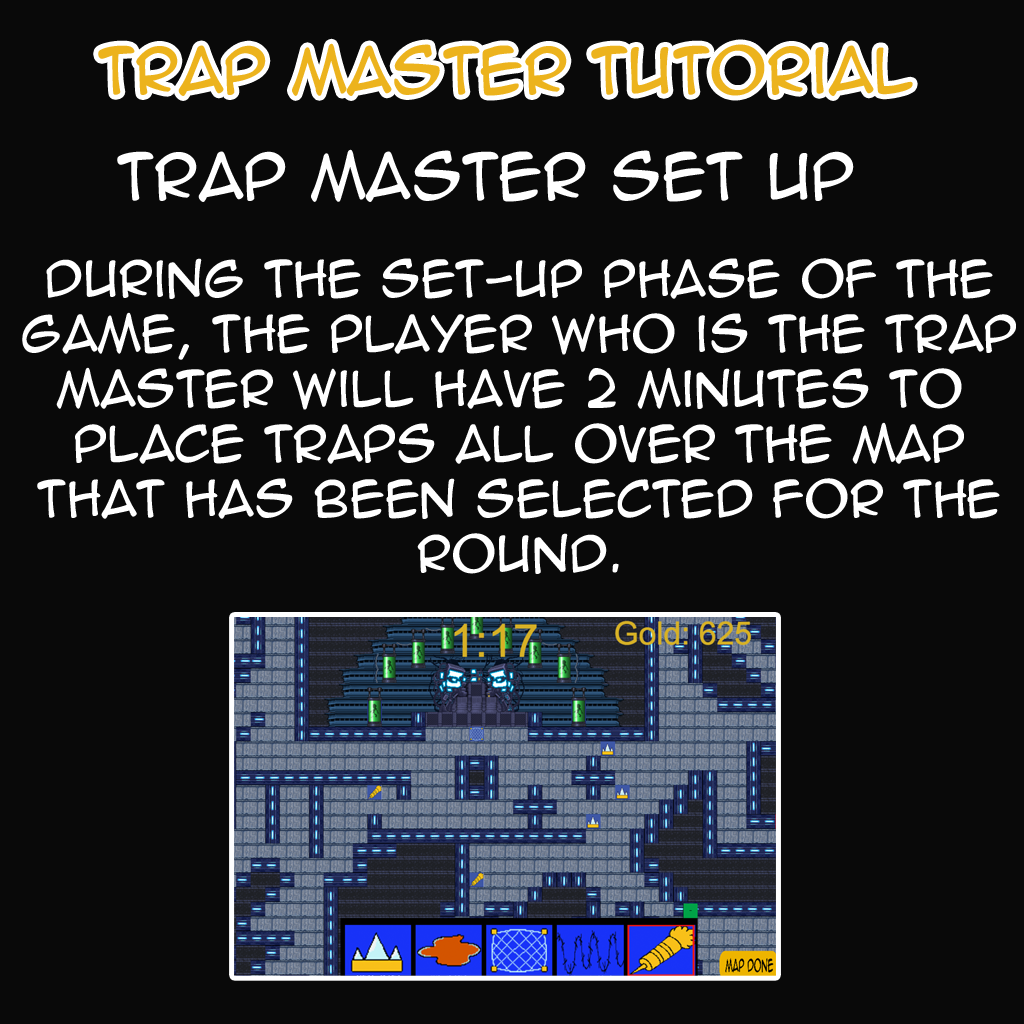 TRAP MASTER TUTORIAL
TRAP MASTER SET UP
DURING THE SET-UP PHASE OF THE
GAME, THE PLAYER WHO IS THE TRAP
MASTER WILL HAVE 2 MINUTES TO
PLACE TRAPS ALL OVER THE MAP
THAT HAS BEEN SELECTED FOR THE
ROUND.
1:17
Gold: 625
MAP DONE